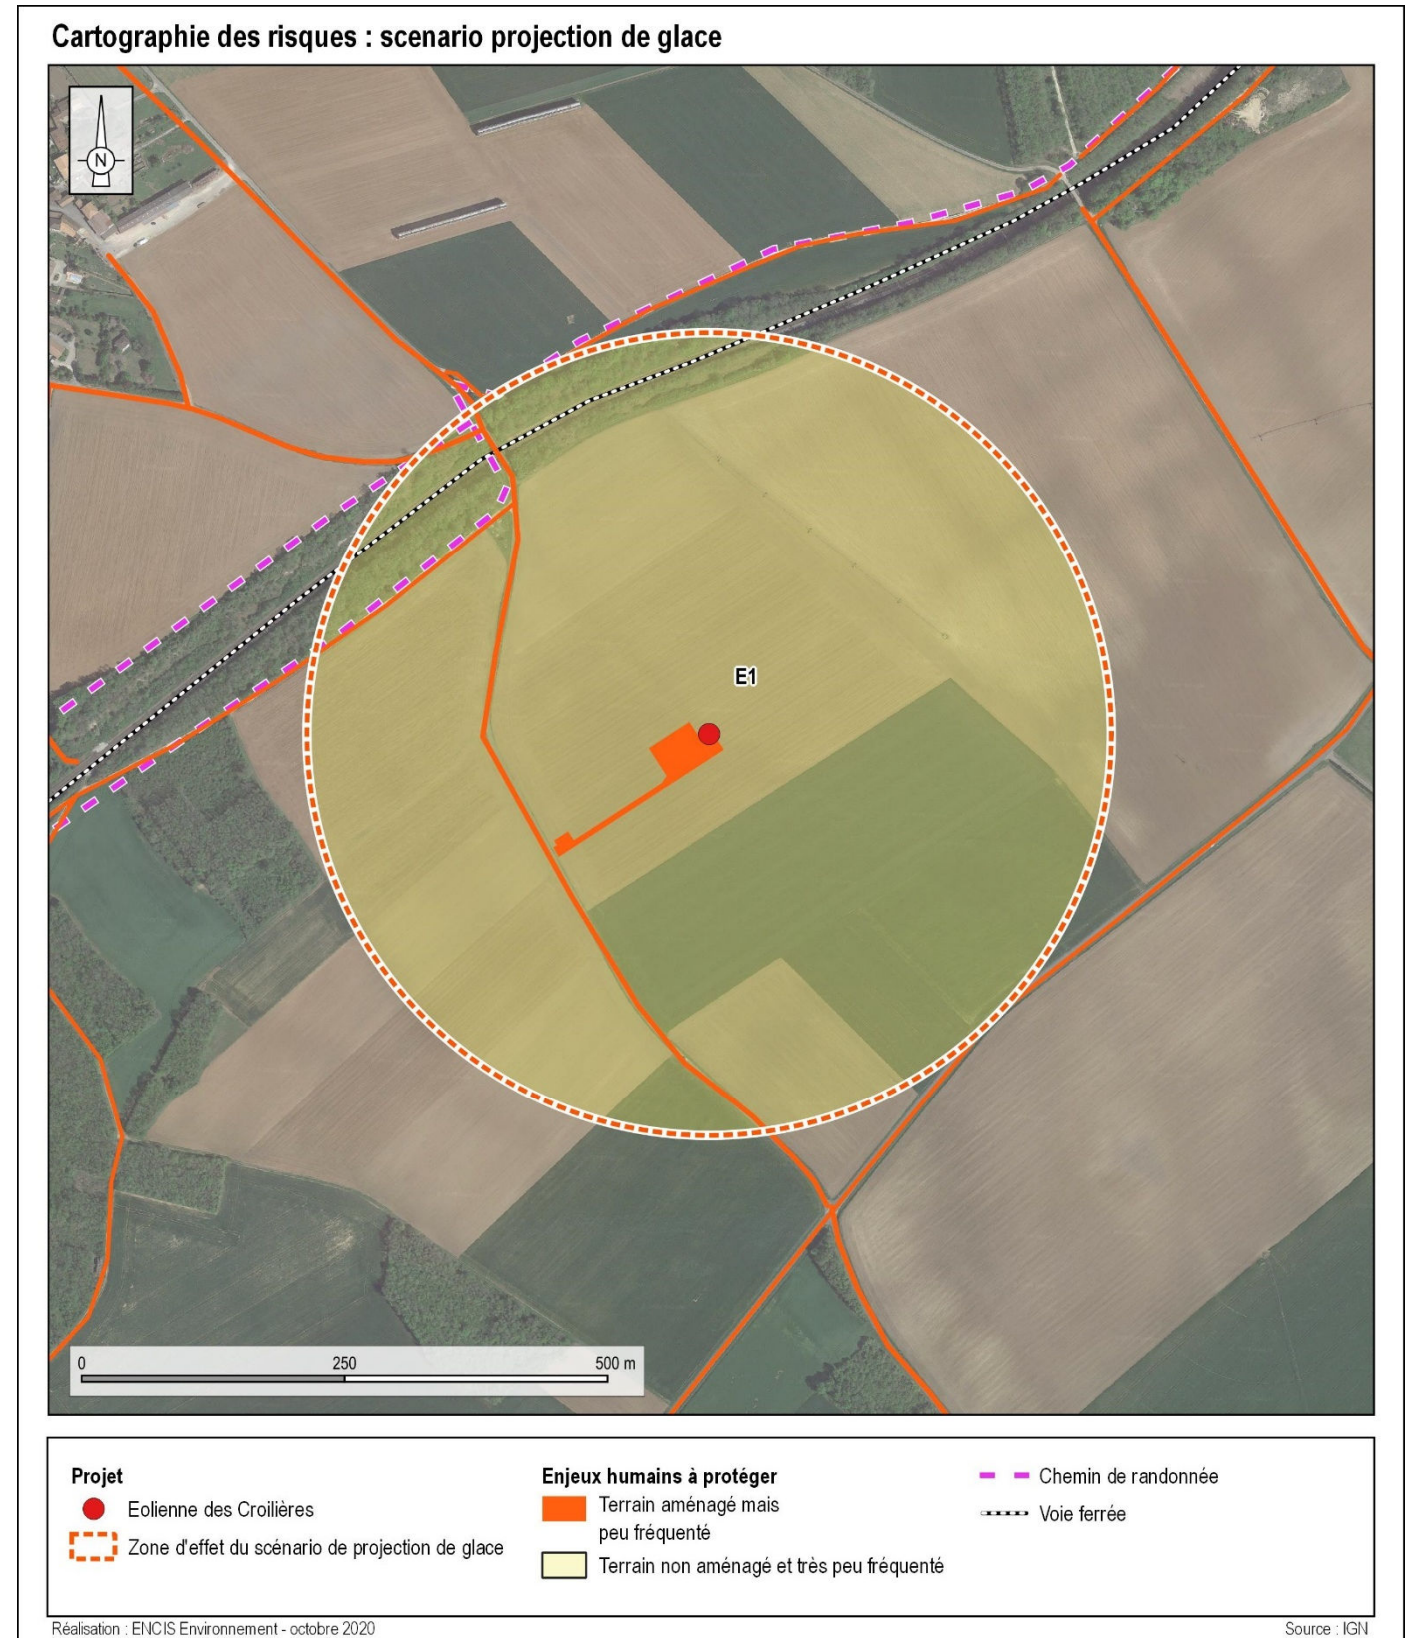 Cartographie des risques : scenario projection de glace
N
E1
0 250 500 m
Projet
Eolienne des Croilières
Zone d'effet du scénario de projection de glace
Enjeux humains à protéger
Terrain aménagé mais
peu fréquenté
Terrain non aménagé et très peu fréquenté
Chemin de randonnée
Voie ferrée
Réalisation : ENCIS Environnement - octobre 2020
Source : IGN